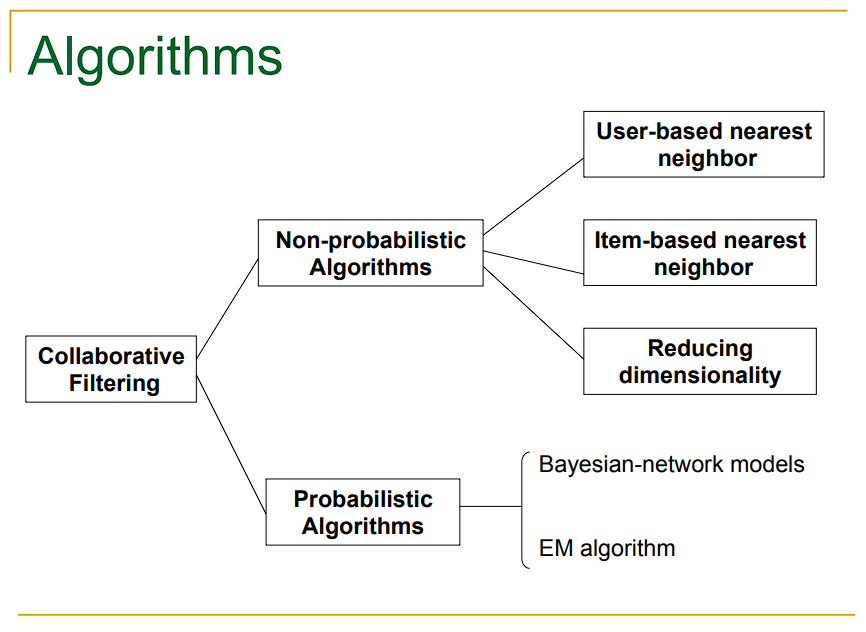 Algorithms
User-based nearest
neighbor
Non-probabilistic
Algorithms
Item-based nearest
neighbor
Reducing
dimensionality
Collaborative
Filtering
Probabilistic
Algorithms
Bayesian-network models
EM algorithm